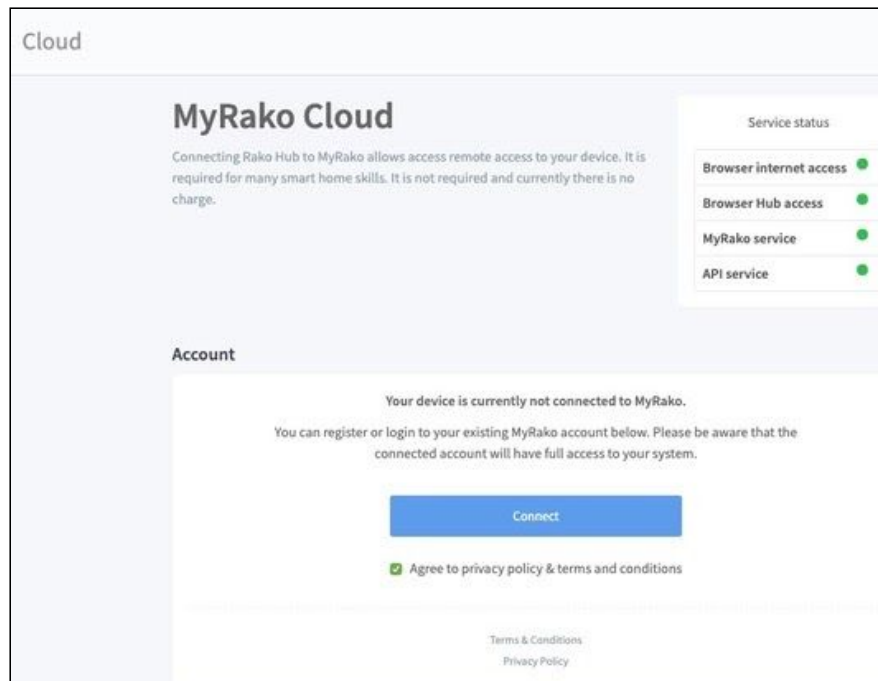 Cloud
MyRako Cloud
Connecting Rako Hub to MyRako allows access remote access to your device. It is
required for many smart home skills. It is not required and currently there is no
charge.
Service status
Browser internet access
Browser Hub access
MyRako service
API service
Account
Your device is currently not connected to MyRako.
You can register or login to your existing MyRako account below. Please be aware that the
connected account will have full access to your system.
Connect
Agree to privacy policy & terms and conditions
Terms & Conditions
Privacy Policy